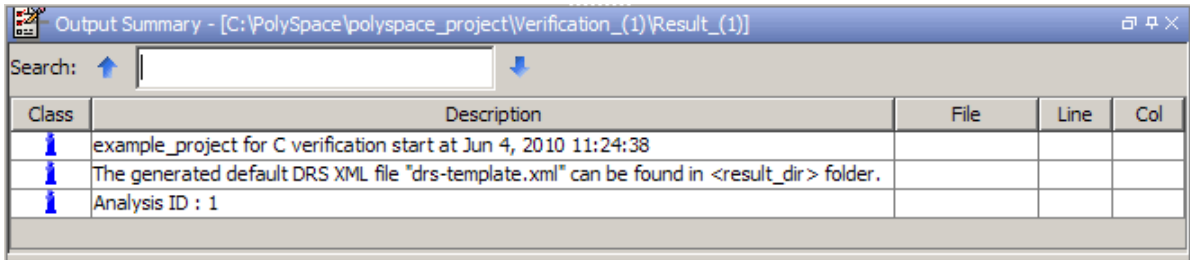 Output Summary - [C:\PolySpace\polyspace_project\Verification_(1)\Result_(1)]
Search:
Class Description File Line Col
example_project for C verification start at Jun 4, 2010 11:24:38
The generated default DRS XML file "drs-template.xml" can be found in <result_dir> folder.
Analysis ID : 1